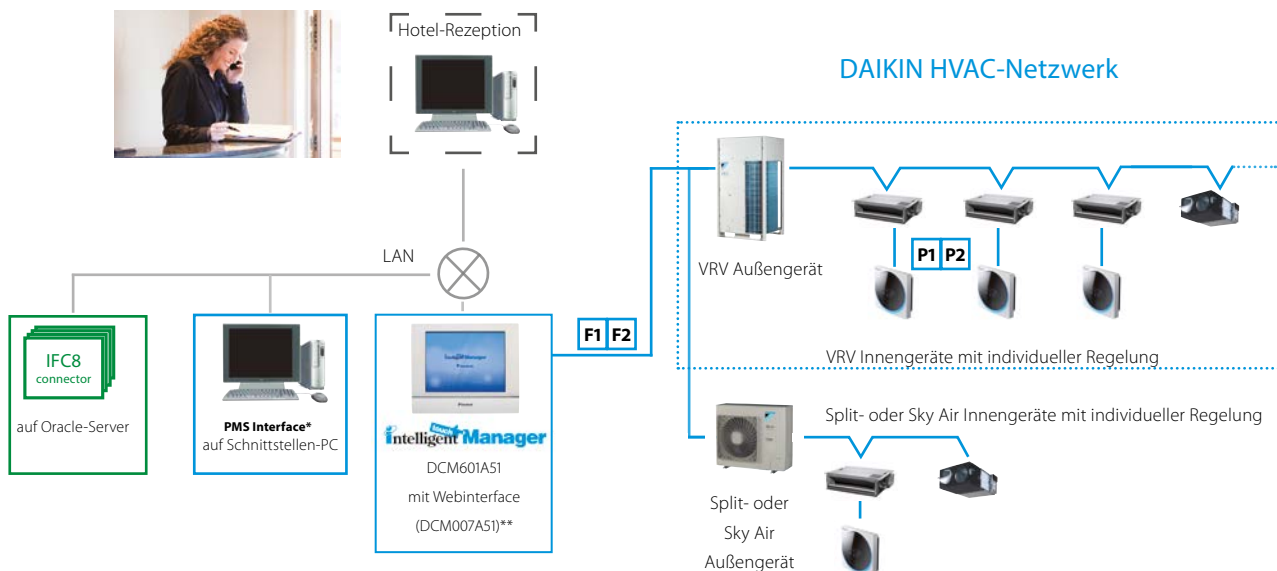 Hotel-Rezeption
DAIKIN HVAC-Netzwerk
LAN
VRV Außengerät
P1 P2
F1 F2
VRV Innengeräte mit individueller Regelung
IFC8
connector
auf Oracle-Server
PMS Interface*
auf Schnittstellen-PC
intelligent touch Manager
DCM601A51
mit Webinterface
(DCM007A51)**
Split- oder Sky Air Innengeräte mit individueller Regelung
Split- oder
Sky Air
Außengerät